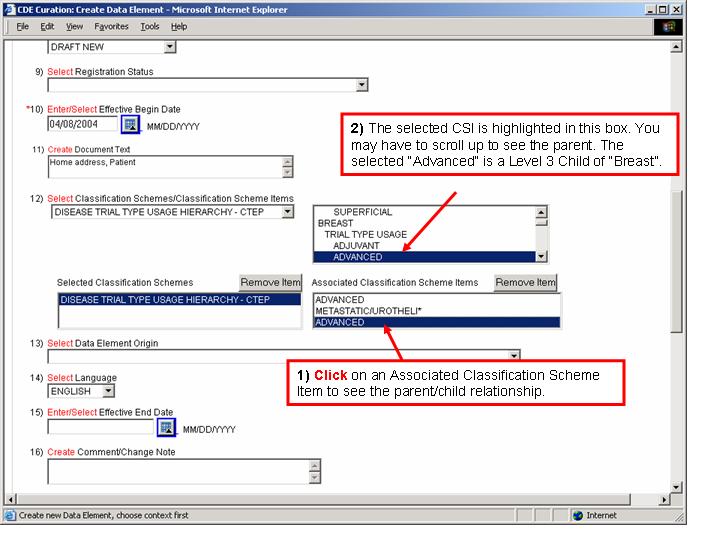 CDE Curation: Create Data Element - Microsoft Internet Explorer
File Edit View Favorites Tools Help
DRAFT NEW
9) Select Registration Status
*10) Enter/Select Effective Begin Date
04/08/2004 MM/DD/YYYY
2) The selected CSI is highlighted in this box. You
may have to scroll up to see the parent. The
selected "Advanced" is a Level 3 Child of "Breast".
11) Create Document Text
Home address, Patient
12) Select Classification Schemes/Classification Scheme Items
DISEASE TRIAL TYPE USAGE HIERARCHY - CTEP
SUPERFICIAL
BREAST
TRIAL TYPE USAGE
ADJUVANT
ADVANCED
Selected Classification Schemes Remove Item Associated Classification Scheme Items Remove Item
DISEASE TRIAL TYPE USAGE HIERARCHY - CTEP
ADVANCED
METASTATIC/UROTHELI*
ADVANCED
13) Select Data Element Origin
1) Click on an Associated Classification Scheme
Item to see the parent/child relationship.
14) Select Language
ENGLISH
15) Enter/Select Effective End Date
MM/DD/YYYY
16) Create Comment/Change Note
Create new Data Element, choose context first Internet